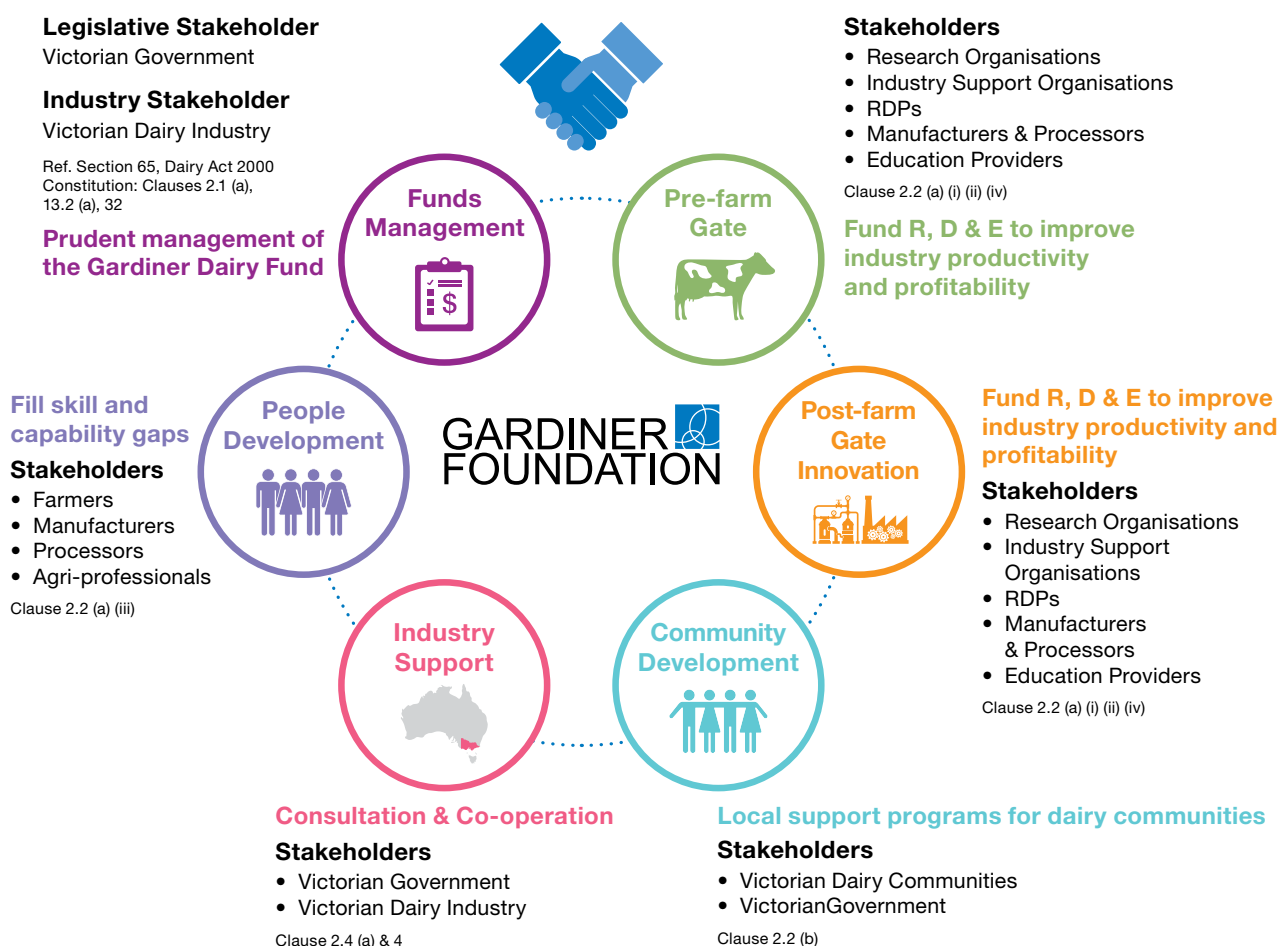 Legislative Stakeholder
Victorian Government
Industry Stakeholder
Victorian Dairy Industry
Ref. Section 65, Dairy Act 2000
Constitution: Clauses 2.1 (a),
13.2 (a), 32
Prudent management of
the Gardiner Dairy Fund
Funds
Management
$
Pre-farm
Gate
Stakeholders
• Research Organisations
• Industry Support Organisations
• RDPs
• Manufacturers & Processors
• Education Providers
Clause 2.2 (a) (i) (ii) (iv)
Fund R, D & E to improve
industry productivity
and profitability
Fill skill and
capability gaps
Stakeholders
• Farmers
• Manufacturers
• Processors
• Agri-professionals
Clause 2.2 (a) (iii)
People
Development
GARDINER
FOUNDATION
Post-farm
Gate
Innovation
Fund R, D & E to improve
industry productivity and
profitability
Stakeholders
• Research Organisations
• Industry Support
Organisations
• RDPs
• Manufacturers
& Processors
• Education Providers
Clause 2.2 (a) (i) (ii) (iv)
Industry
Support
Consultation & Co-operation
Stakeholders
• Victorian Government
• Victorian Dairy Industry
Clause 2.4 (a) & 4
Community
Development
Local support programs for dairy communities
Stakeholders
• Victorian Dairy Communities
• VictorianGovernment
Clause 2.2 (b)